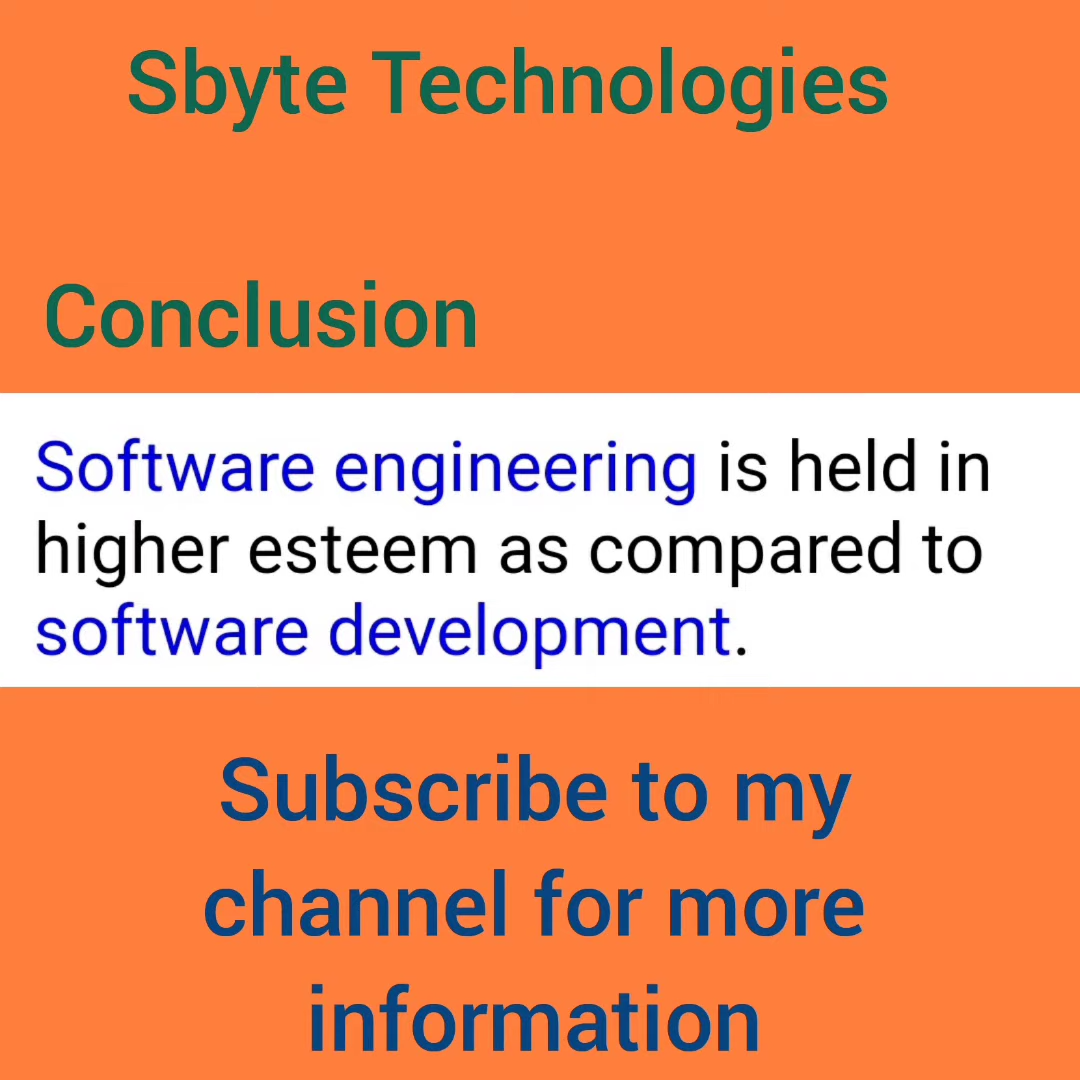 Sbyte Technologies
Conclusion
Software engineering is held in
higher esteem as compared to
software development.
Subscribe to my
channel for more
information